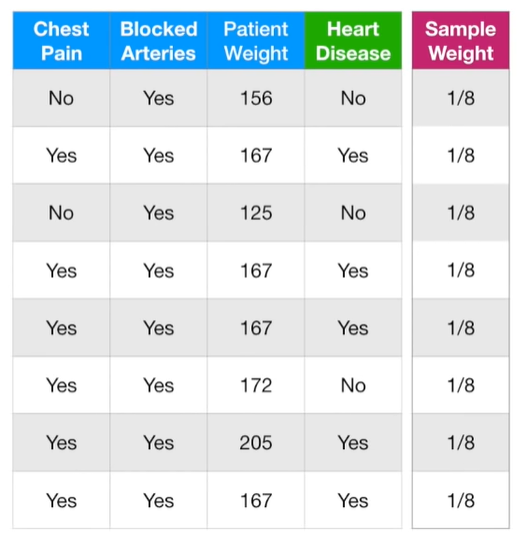 Chest Pain Blocked Arteries Patient Weight Heart Disease Sample Weight
No Yes 156 No 1/8
Yes Yes 167 Yes 1/8
No Yes 125 No 1/8
Yes Yes 167 Yes 1/8
Yes Yes 167 Yes 1/8
Yes Yes 172 No 1/8
Yes Yes 205 Yes 1/8
Yes Yes 167 Yes 1/8